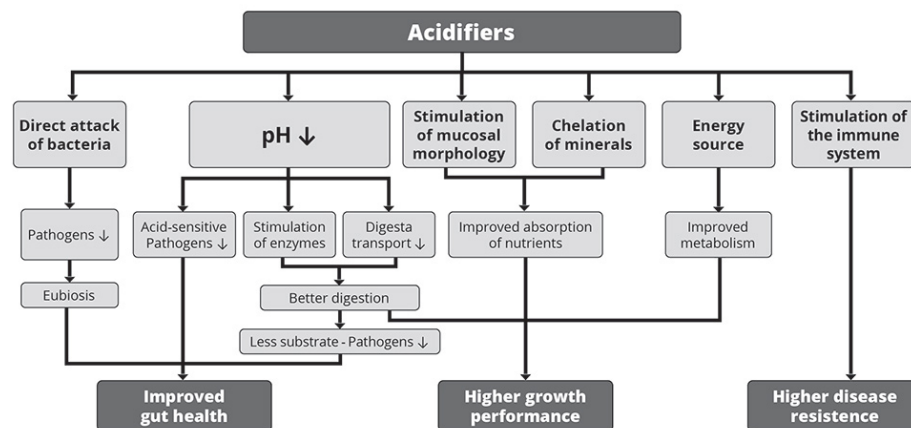 Acidifiers
Direct attack
of bacteria
pH ↓
Stimulation
of mucosal
morphology
Chelation
of minerals
Energy
source
Stimulation of
the immune
system
Pathogens ↓
Acid-sensitive
Pathogens ↓
Stimulation
of enzymes
Digesta
transport ↓
Improved absorption
of nutrients
Improved
metabolism
Eubiosis
Better digestion
Less substrate - Pathogens ↓
Improved
gut health
Higher growth
performance
Higher disease
resistence